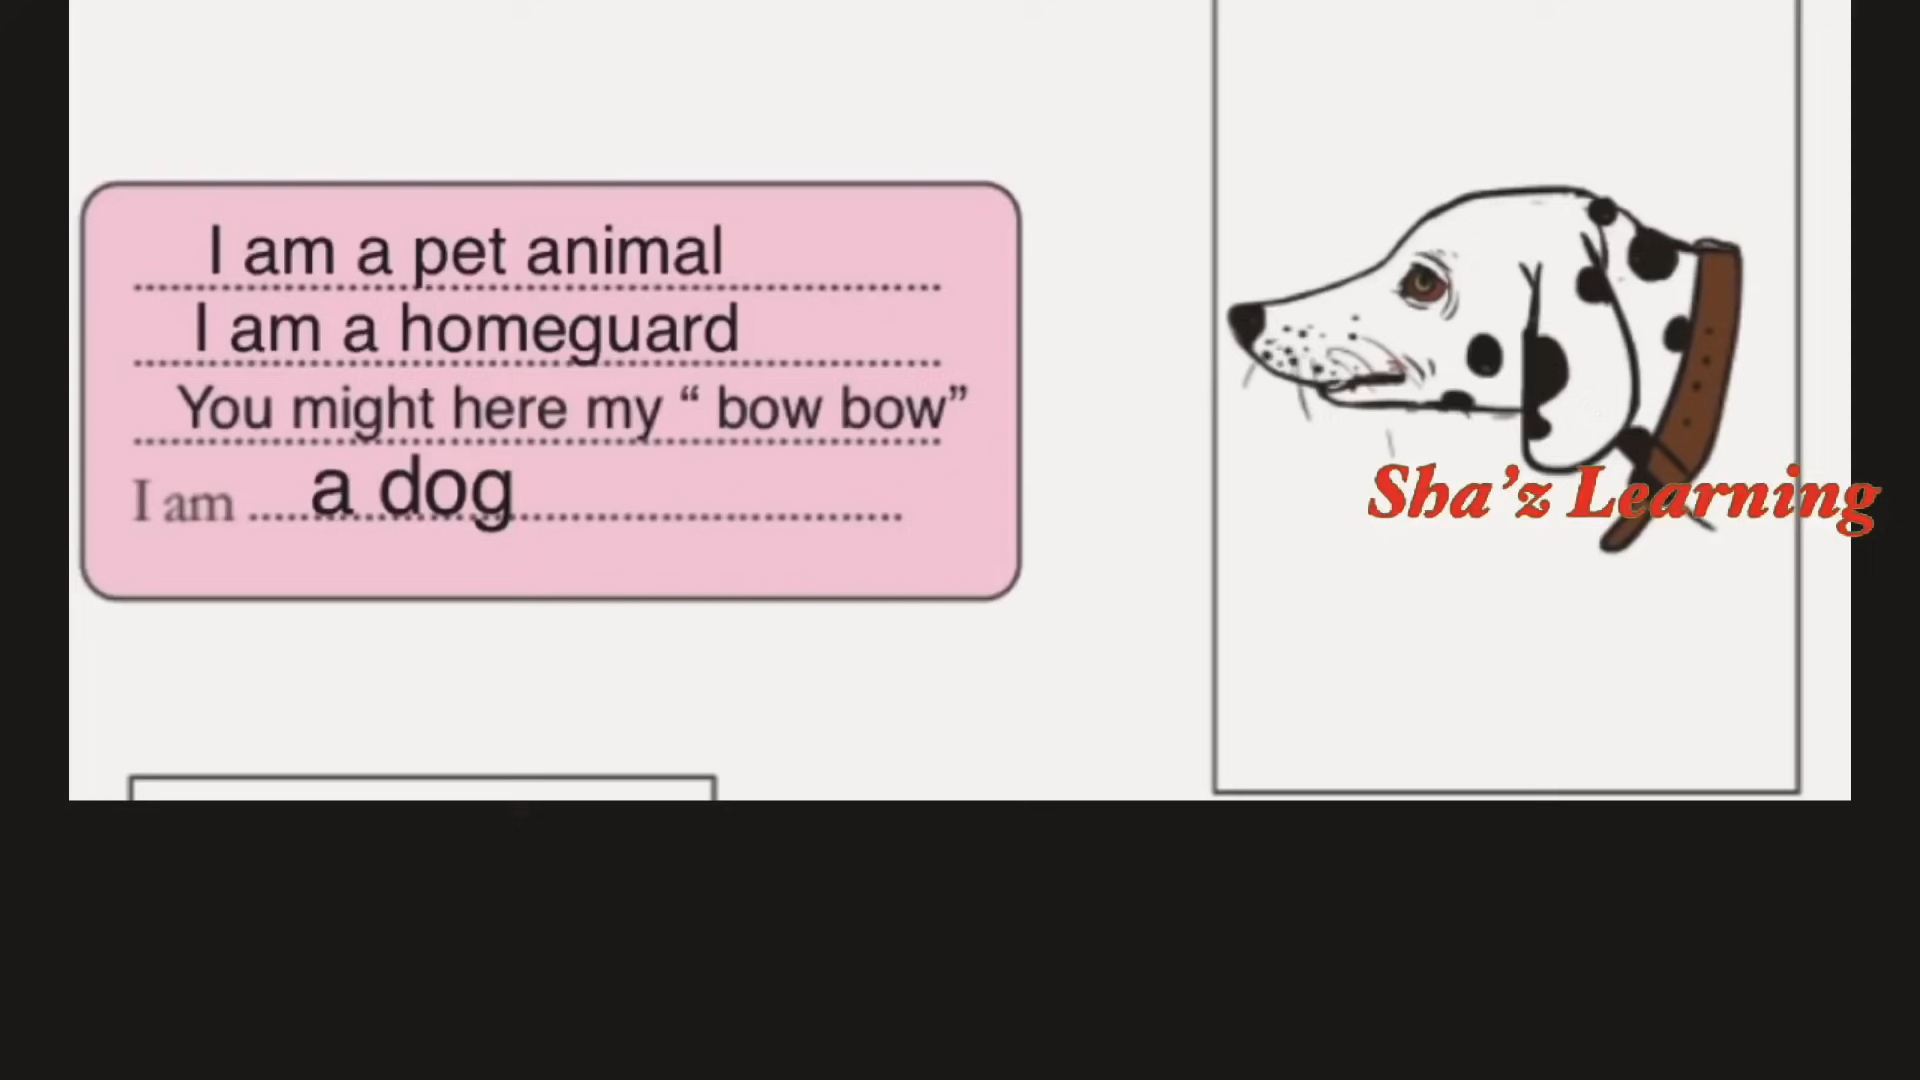 I am a pet animal
I am a homeguard
You might here my “ bow bow”
I am ..... a dog ..............................
Sha’z Learning